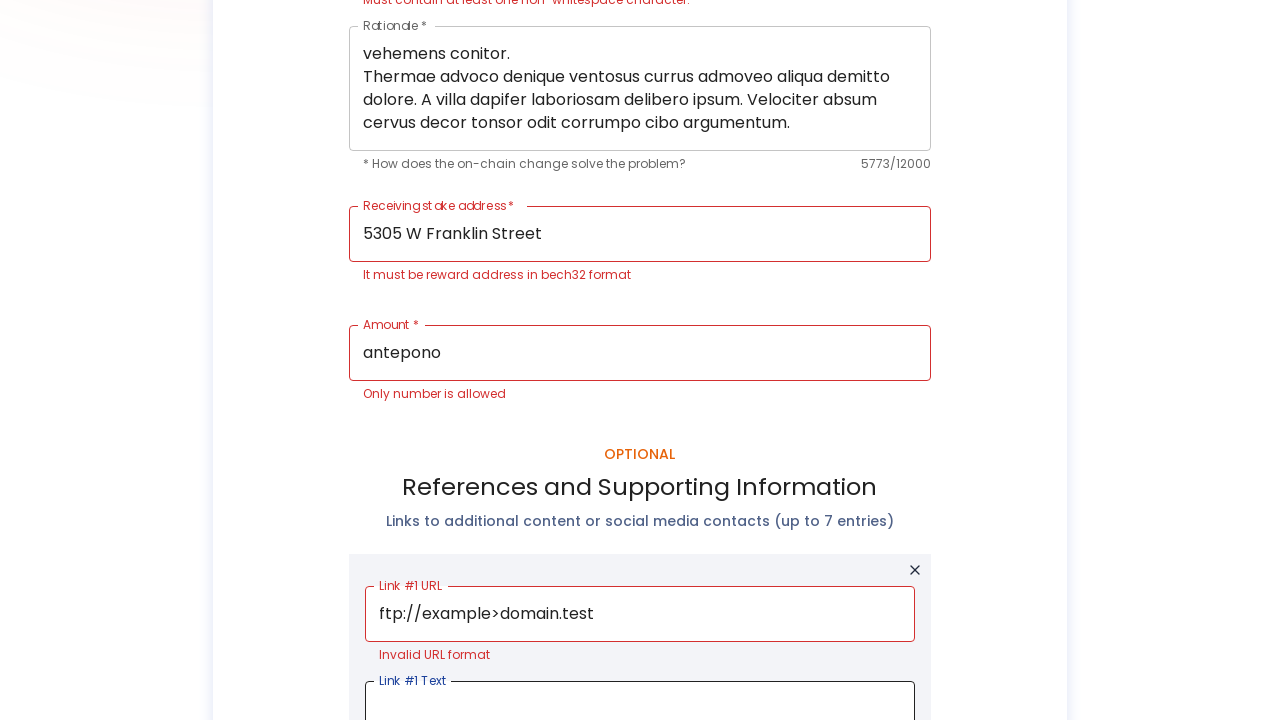 Must contain at least one non-whitespace character.
Rationale *
vehemens conitor.
Thermae advoco denique ventosus currus admoveo aliqua demitto
dolore. A villa dapifer laboriosam delibero ipsum. Velociter absum
cervus decor tonsor odit corrumpo cibo argumentum.
* How does the on-chain change solve the problem? 5773/12000
Receiving stake address *
5305 W Franklin Street
It must be reward address in bech32 format
Amount *
antepono
Only number is allowed
OPTIONAL
References and Supporting Information
Links to additional content or social media contacts (up to 7 entries)
Link #1 URL
ftp://example>domain.test
Invalid URL format
Link #1 Text